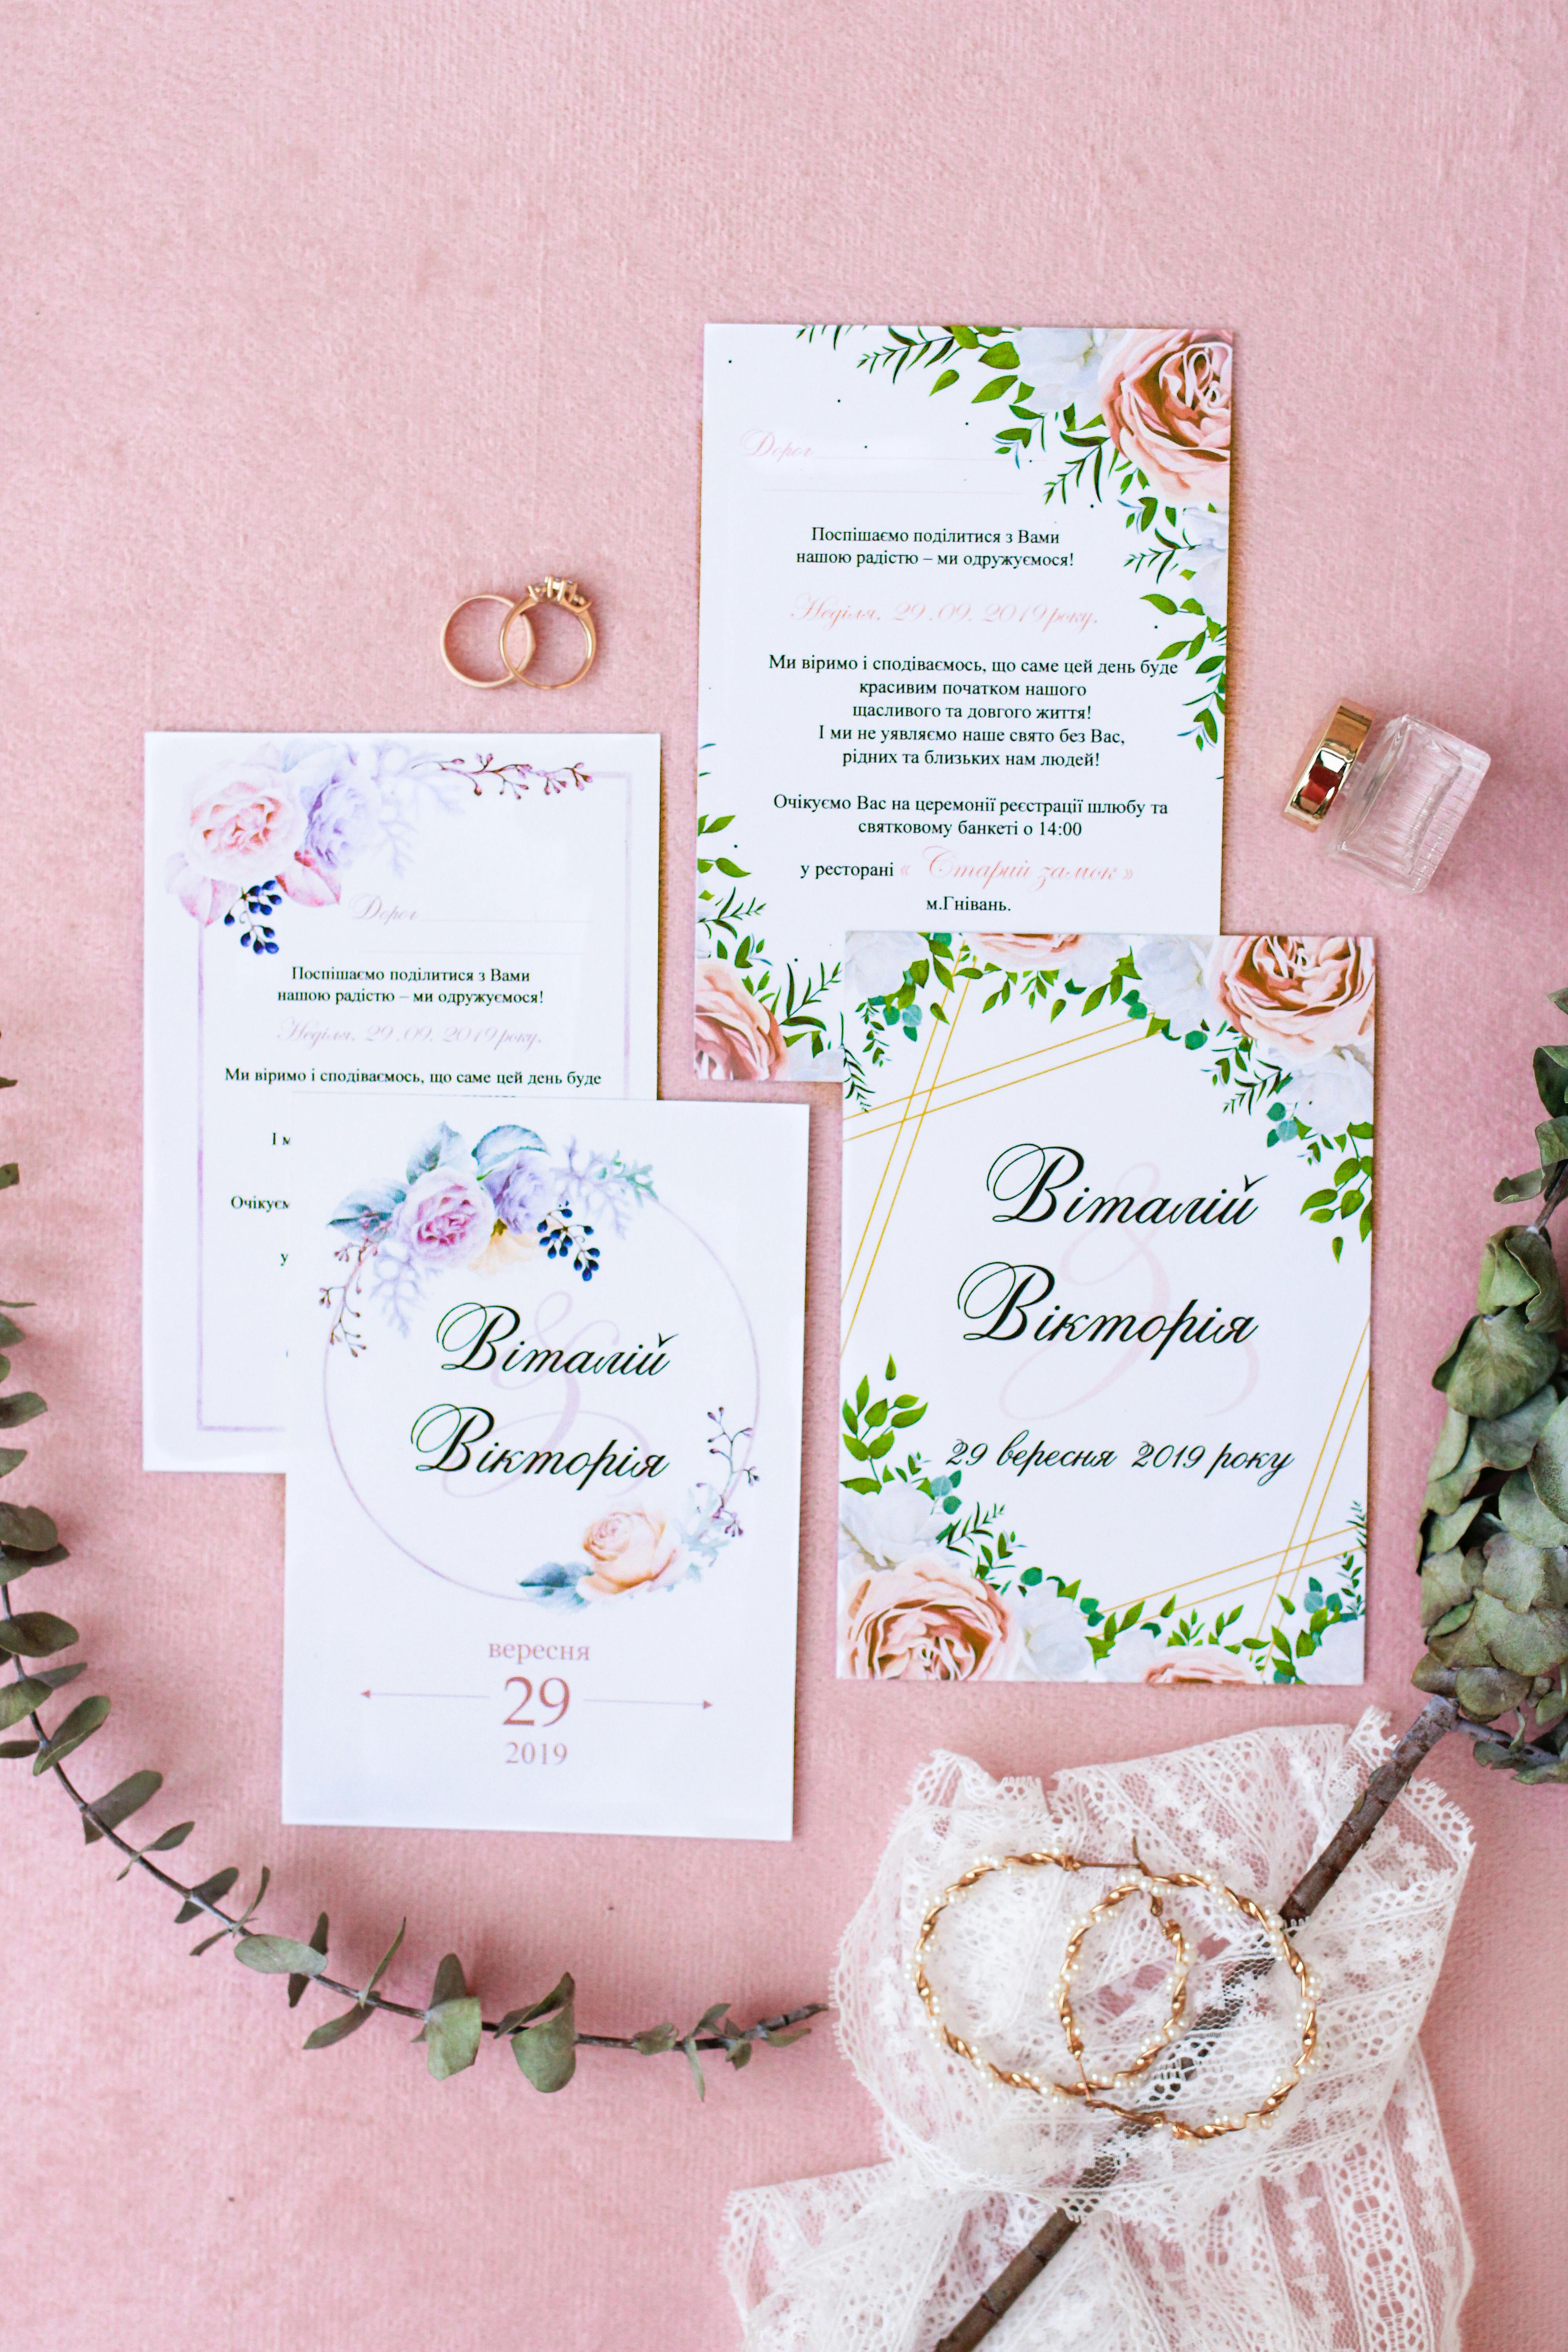 Дорог
Поспішаємо поділитися з Вами
нашою радістю – ми одружуємося!
Неділя, 29.09.2019 року.
Ми віримо і сподіваємось, що саме цей день буде
красивим початком нашого
щасливого та довгого життя!
І ми не уявляємо наше свято без Вас,
рідних та близьких нам людей!
Очікуємо Вас на церемонії реєстрації шлюбу та
святковому банкеті о 14:00
у ресторані « Старий замок »
м.Гнівань.
Дорог
Поспішаємо поділитися з Вами
нашою радістю – ми одружуємося!
Неділя, 29.09.2019 року.
Ми віримо і сподіваємось, що саме цей день буде
І м
Очікуєм
у
&
Віталій
Вікторія
вересня
29
2019
&
Віталій
Вікторія
29 вересня 2019 року